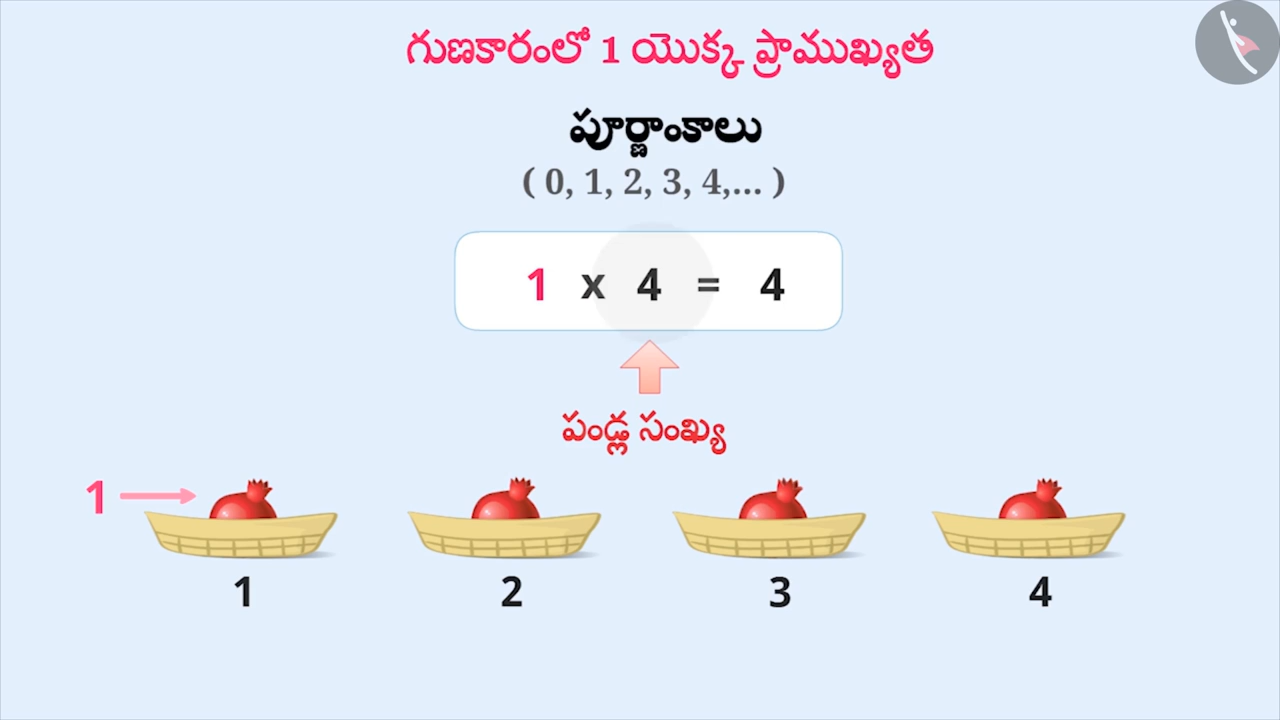 గుణకారంలో 1 యొక్క ప్రాముఖ్యత
పూర్ణాంకాలు
( 0, 1, 2, 3, 4,... )
1 x 4 = 4
పండ్ల సంఖ్య
1
1 2 3 4